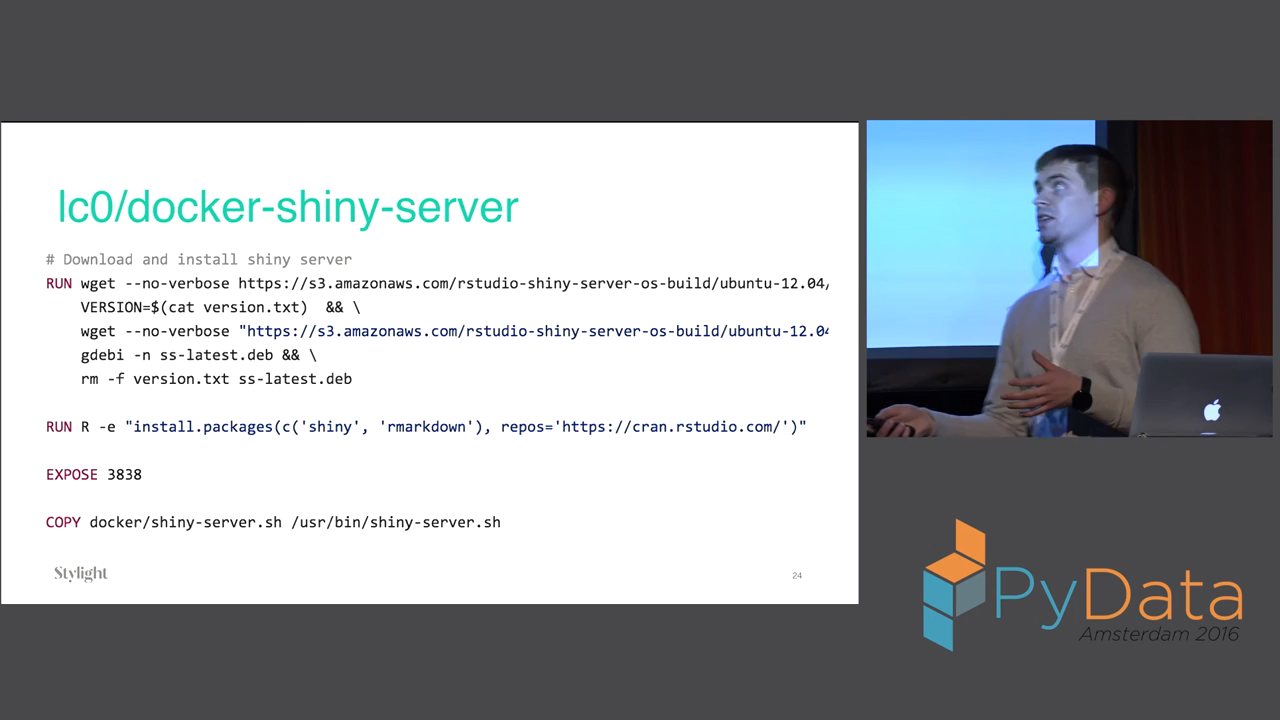 lc0/docker-shiny-server
# Download and install shiny server
RUN wget --no-verbose https://s3.amazonaws.com/rstudio-shiny-server-os-build/ubuntu-12.04/
VERSION=$(cat version.txt)  && \
wget --no-verbose "https://s3.amazonaws.com/rstudio-shiny-server-os-build/ubuntu-12.04
gdebi -n ss-latest.deb && \
rm -f version.txt ss-latest.deb
RUN R -e "install.packages(c('shiny', 'rmarkdown'), repos='https://cran.rstudio.com/')"
EXPOSE 3838
COPY docker/shiny-server.sh /usr/bin/shiny-server.sh
Stylight
24
PyData
Amsterdam 2016